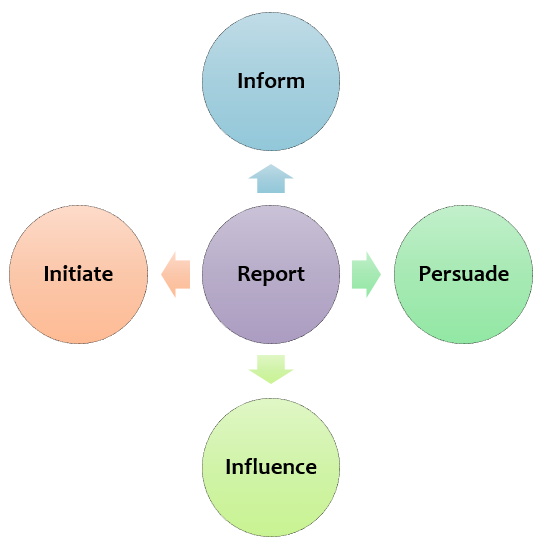 Inform
Initiate
Report
Persuade
Influence